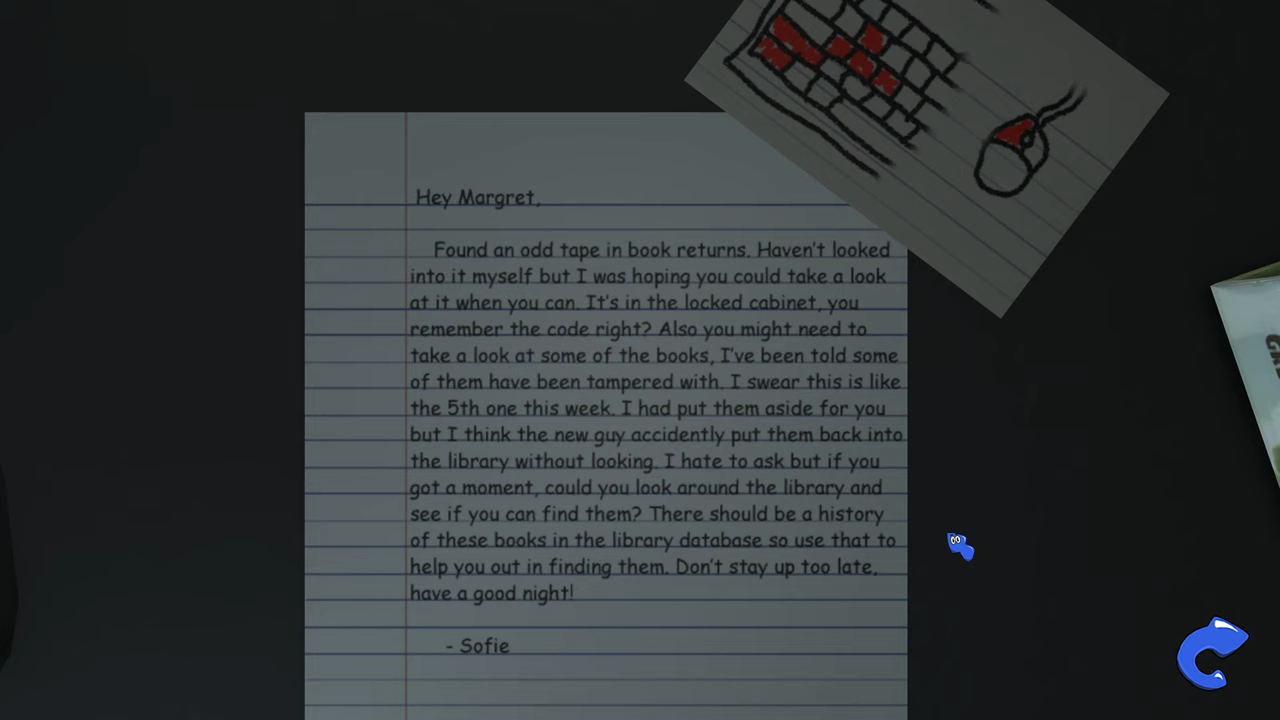 Hey Margret,
Found an odd tape in book returns. Haven't looked
into it myself but I was hoping you could take a look
at it when you can. It's in the locked cabinet, you
remember the code right? Also you might need to
take a look at some of the books, I've been told some
of them have been tampered with. I swear this is like
the 5th one this week. I had put them aside for you
but I think the new guy accidently put them back into
the library without looking. I hate to ask but if you
got a moment, could you look around the library and
see if you can find them? There should be a history
of these books in the library database so use that to
help you out in finding them. Don't stay up too late,
have a good night!
- Sofie